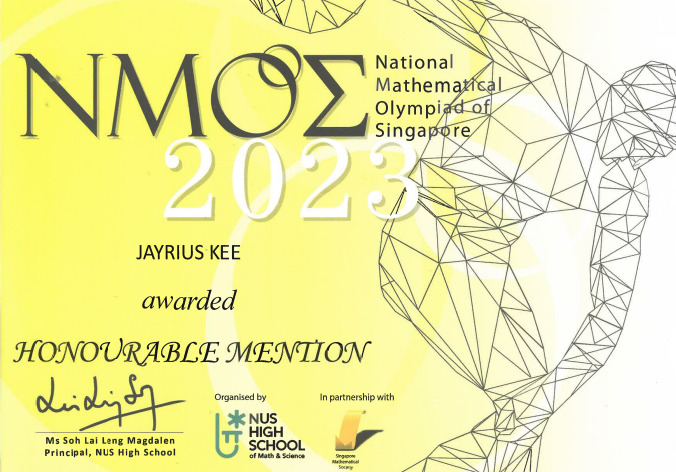 NMOΣ
National
Mathematical
Olympiad of
Singapore
2023
JAYRIUS KEE
awarded
HONOURABLE MENTION
Ms Soh Lai Leng Magdalen
Principal, NUS High School
Organised by
NUS
HIGH
SCHOOL
of Math & Science
In partnership with
Singapore
Mathematical
Society